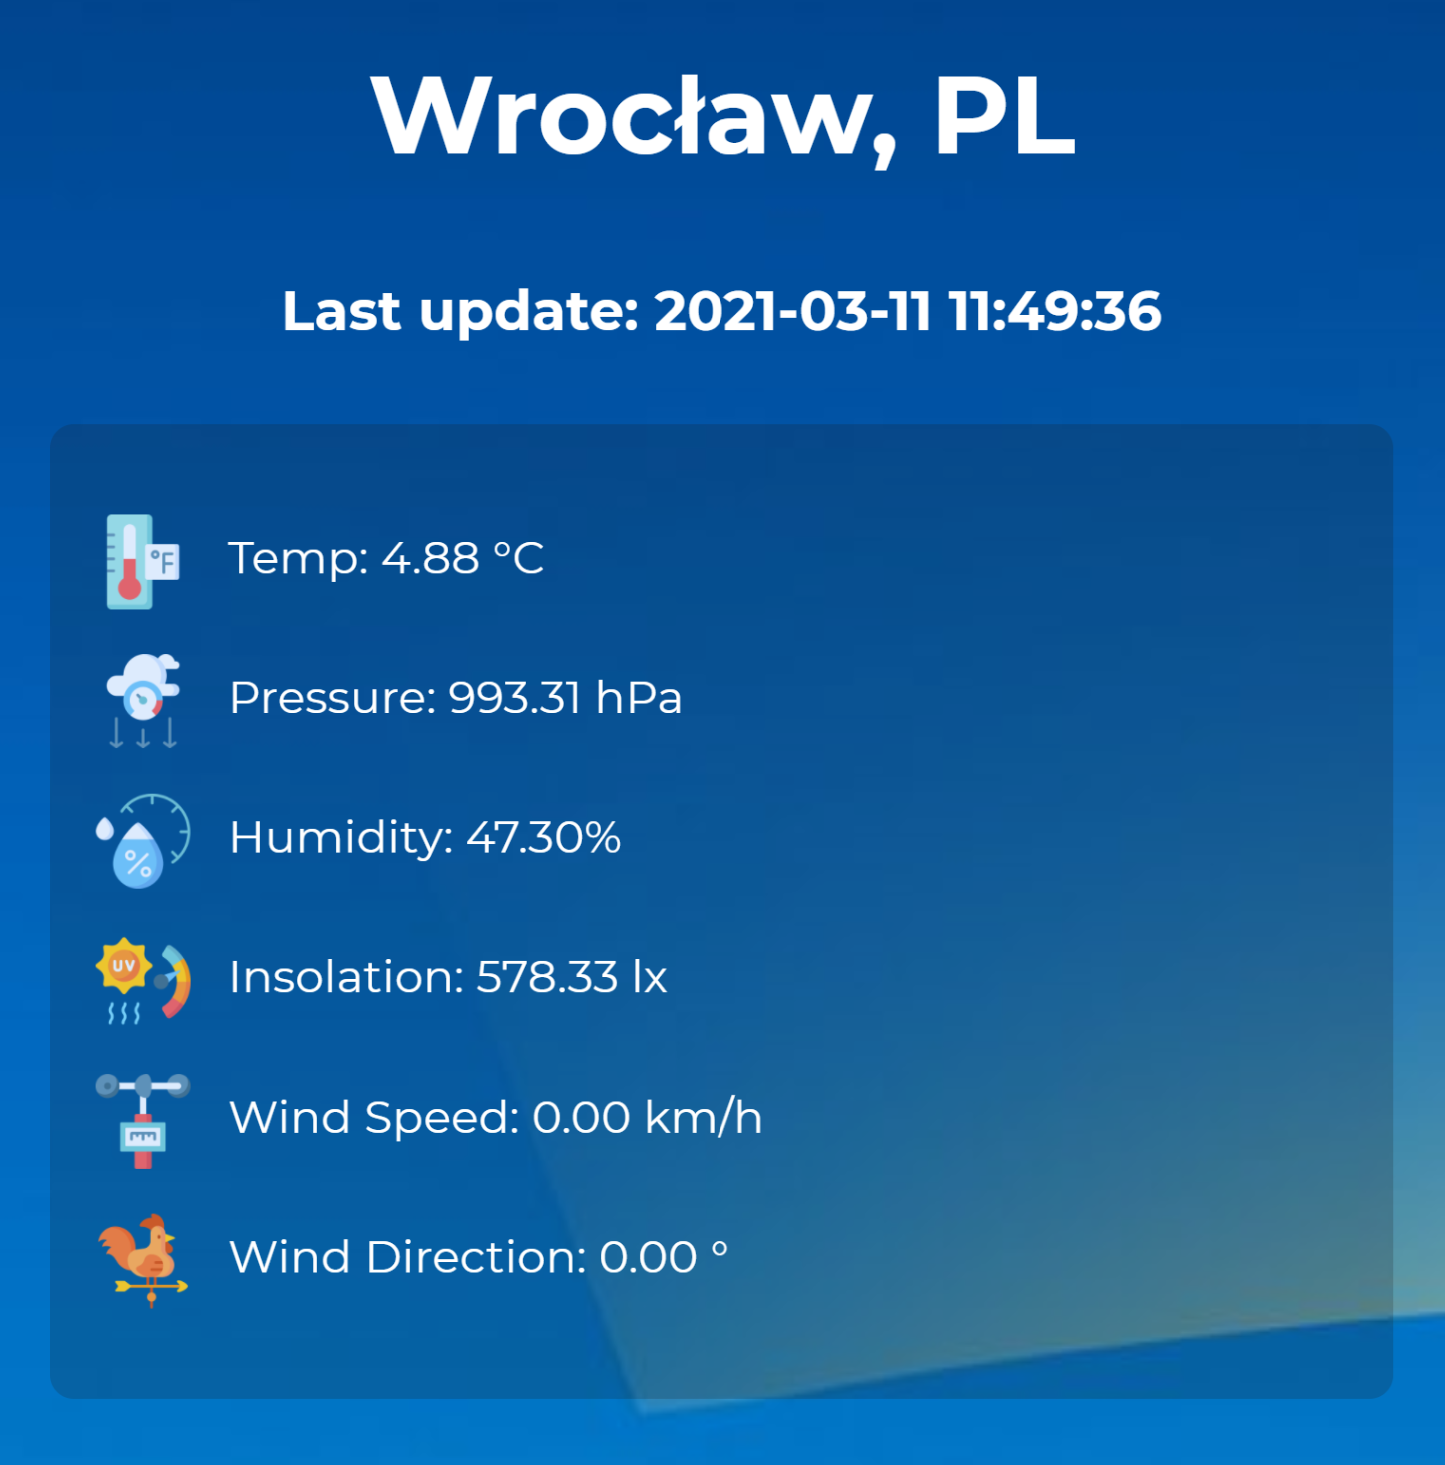 Wrocław, PL
Last update: 2021-03-11 11:49:36
°F
Temp: 4.88 °C
Pressure: 993.31 hPa
%
Humidity: 47.30%
UV
Insolation: 578.33 lx
Wind Speed: 0.00 km/h
Wind Direction: 0.00 °